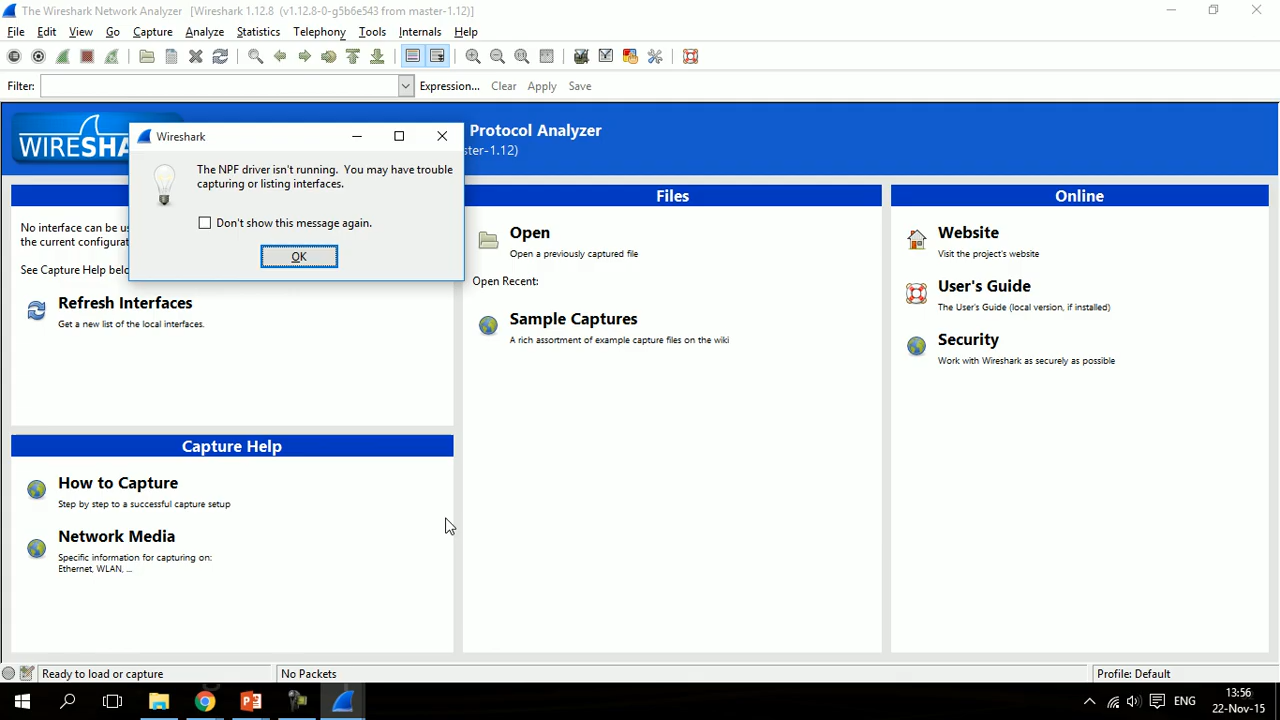 The Wireshark Network Analyzer [Wireshark 1.12.8 (v1.12.8-0-g5b6e543 from master-1.12)]
File Edit View Go Capture Analyze Statistics Telephony Tools Internals Help
Filter: Expression... Clear Apply Save
WIRESHA Protocol Analyzer
ster-1.12)
Wireshark
The NPF driver isn't running. You may have trouble
capturing or listing interfaces.
Don't show this message again.
OK
No interface can be us
the current configurat
See Capture Help belo
Refresh Interfaces
Get a new list of the local interfaces.
Capture Help
How to Capture
Step by step to a successful capture setup
Network Media
Specific information for capturing on:
Ethernet, WLAN, ...
Files
Open
Open a previously captured file
Open Recent:
Sample Captures
A rich assortment of example capture files on the wiki
Online
Website
Visit the project's website
User's Guide
The User's Guide (local version, if installed)
Security
Work with Wireshark as securely as possible
Ready to load or capture No Packets Profile: Default
ENG
13:56
22-Nov-15